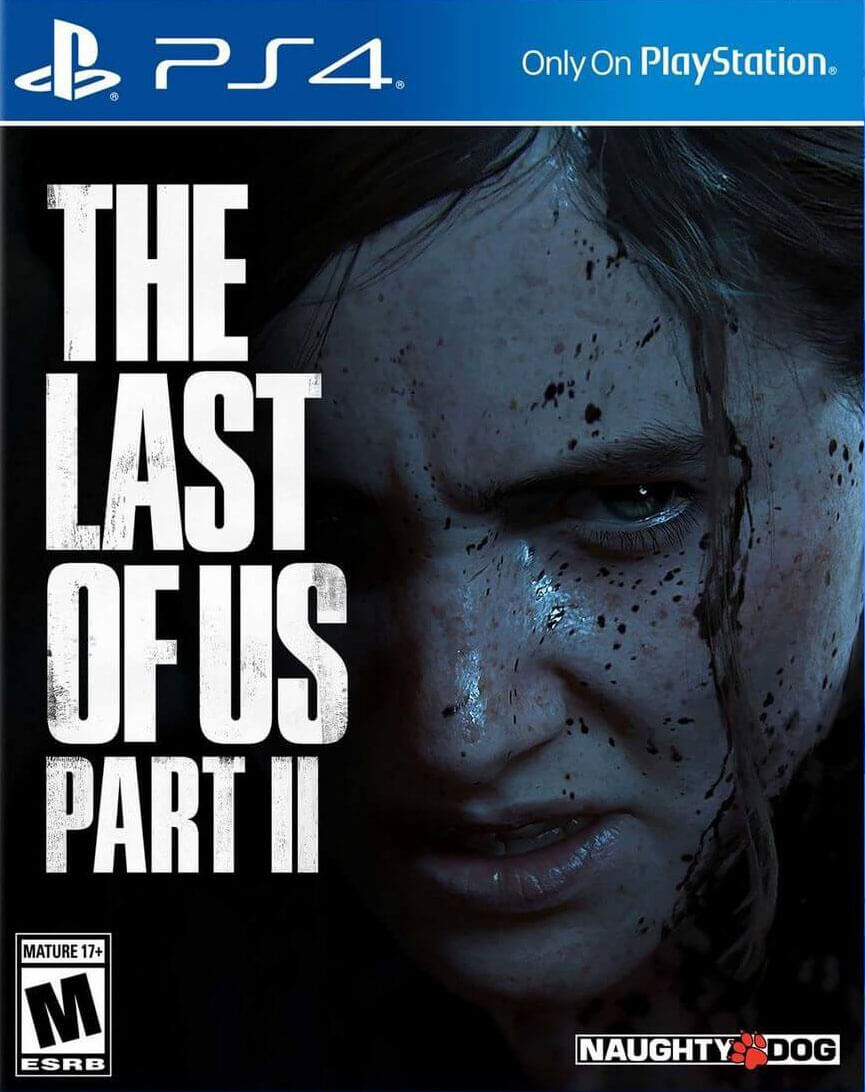 PS4®
Only On PlayStation®
THE
LAST
OF US
PART II
MATURE 17+
M
ESRB
NAUGHTY DOG